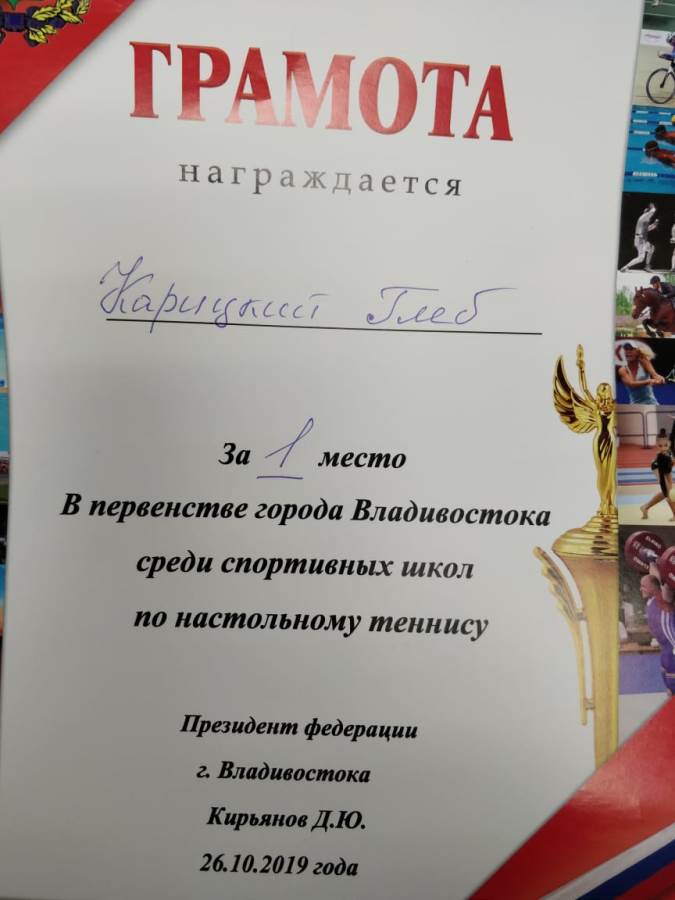 ГРАМОТА
награждается
Карицкий Глеб
За 1 место
В первенстве города Владивостока
среди спортивных школ
по настольному теннису
Президент федерации
г. Владивостока
Кирьянов Д.Ю.
26.10.2019 года